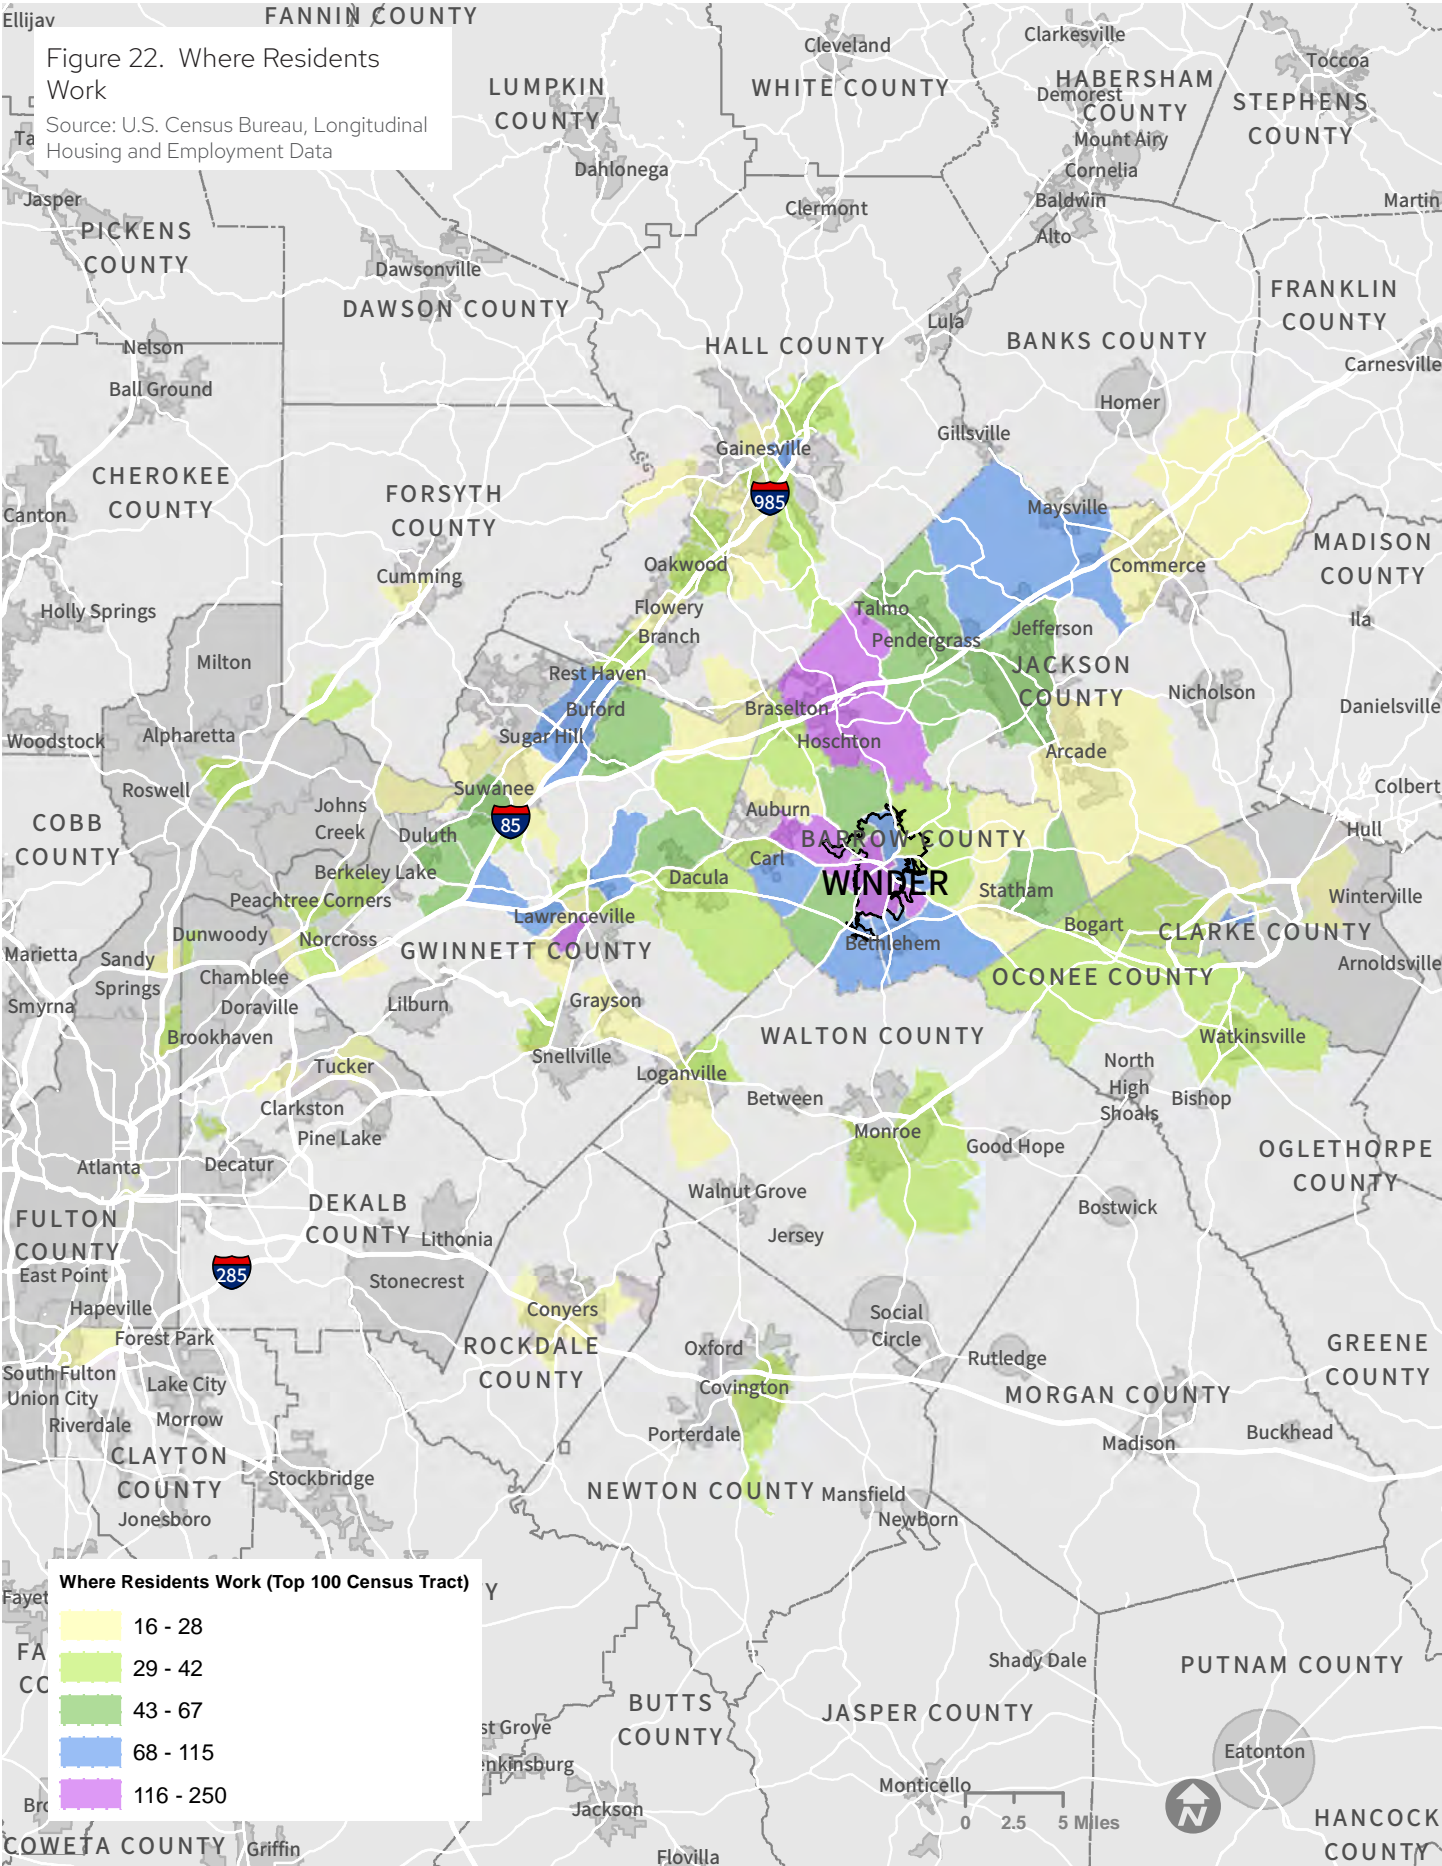 Ellijay
FANNIN COUNTY
Figure 22. Where Residents
Work
Source: U.S. Census Bureau, Longitudinal
Housing and Employment Data
Cleveland
Clarkesville
Toccoa
LUMPKIN
COUNTY
WHITE COUNTY
HABERSHAM
COUNTY
Demorest
STEPHENS
COUNTY
Ta
Mount Airy
Cornelia
Dahlonega
Jasper
Clermont
Baldwin
Martin
Alto
PICKENS
COUNTY
Dawsonville
DAWSON COUNTY
FRANKLIN
COUNTY
Lula
Nelson
HALL COUNTY
BANKS COUNTY
Carnesville
Ball Ground
Homer
Gainesville
Gillsville
CHEROKEE
COUNTY
FORSYTH
COUNTY
985
Canton
Maysville
MADISON
COUNTY
Oakwood
Commerce
Cumming
Holly Springs
Flowery
Branch
Talmo
Ila
Pendergrass
Jefferson
Milton
Rest Haven
JACKSON
COUNTY
Nicholson
Buford
Braselton
Danielsville
Woodstock
Alpharetta
Sugar Hill
Hoschton
Arcade
Roswell
Suwanee
Colbert
Johns
Creek
Auburn
COBB
COUNTY
85
Duluth
BARROW COUNTY
Hull
Carl
Berkeley Lake
Dacula
WINDER
Statham
Peachtree Corners
Winterville
Lawrenceville
Bogart
Dunwoody
Norcross
CLARKE COUNTY
GWINNETT COUNTY
Bethlehem
Marietta
Sandy
Springs
Arnoldsville
Chamblee
OCONEE COUNTY
Smyrna
Doraville
Lilburn
Grayson
Brookhaven
WALTON COUNTY
Watkinsville
Snellville
Tucker
Loganville
North
High
Shoals
Bishop
Between
Clarkston
Pine Lake
Monroe
Good Hope
Atlanta
Decatur
OGLETHORPE
COUNTY
Walnut Grove
DEKALB
COUNTY
Bostwick
FULTON
COUNTY
Lithonia
Jersey
East Point
285
Stonecrest
Hapeville
Conyers
Social
Circle
Forest Park
ROCKDALE
COUNTY
Oxford
Rutledge
GREENE
COUNTY
South Fulton
Union City
Lake City
Covington
MORGAN COUNTY
Riverdale
Morrow
Porterdale
Madison
Buckhead
CLAYTON
COUNTY
Stockbridge
NEWTON COUNTY
Mansfield
Jonesboro
Newborn
Where Residents Work (Top 100 Census Tract)
16 - 28
29 - 42
43 - 67
68 - 115
116 - 250
Fayet
Y
FA
CO
Shady Dale
PUTNAM COUNTY
BUTTS
COUNTY
JASPER COUNTY
st Grove
enkinsburg
Eatonton
Monticello
Bro
Jackson
0 2.5 5 Miles
N
HANCOCK
COUNTY
COWETA COUNTY
Griffin
Flovilla